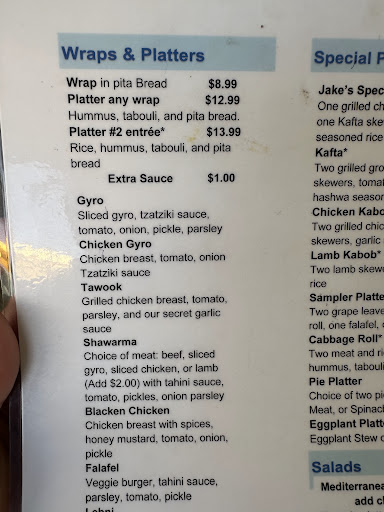 Wraps & Platters
Wrap in pita Bread $8.99
Platter any wrap $12.99
Hummus, tabouli, and pita bread.
Platter #2 entrée* $13.99
Rice, hummus, tabouli, and pita
bread
Extra Sauce $1.00
Gyro
Sliced gyro, tzatziki sauce,
tomato, onion, pickle, parsley
Chicken Gyro
Chicken breast, tomato, onion
Tzatziki sauce
Tawook
Grilled chicken breast, tomato,
parsley, and our secret garlic
sauce
Shawarma
Choice of meat: beef, sliced
gyro, sliced chicken, or lamb
(Add $2.00) with tahini sauce,
tomato, pickles, onion parsley
Blacken Chicken
Chicken breast with spices,
honey mustard, tomato, onion,
pickle
Falafel
Veggie burger, tahini sauce,
parsley, tomato, pickle
Special P
Jake's Spec
One grilled ch
one Kafta ske
seasoned rice
Kafta*
Two grilled gro
skewers, tomat
hashwa season
Chicken Kabo
Two grilled chic
skewers, garlic
Lamb Kabob*
Two lamb skewe
rice
Sampler Platte
Two grape leave
roll, one falafel,
Cabbage Roll*
Two meat and ri
hummus, tabouli
Pie Platter
Choice of two pi
Meat, or Spinac
Eggplant Platt
Eggplant Stew
Salads
Mediterranea
add c